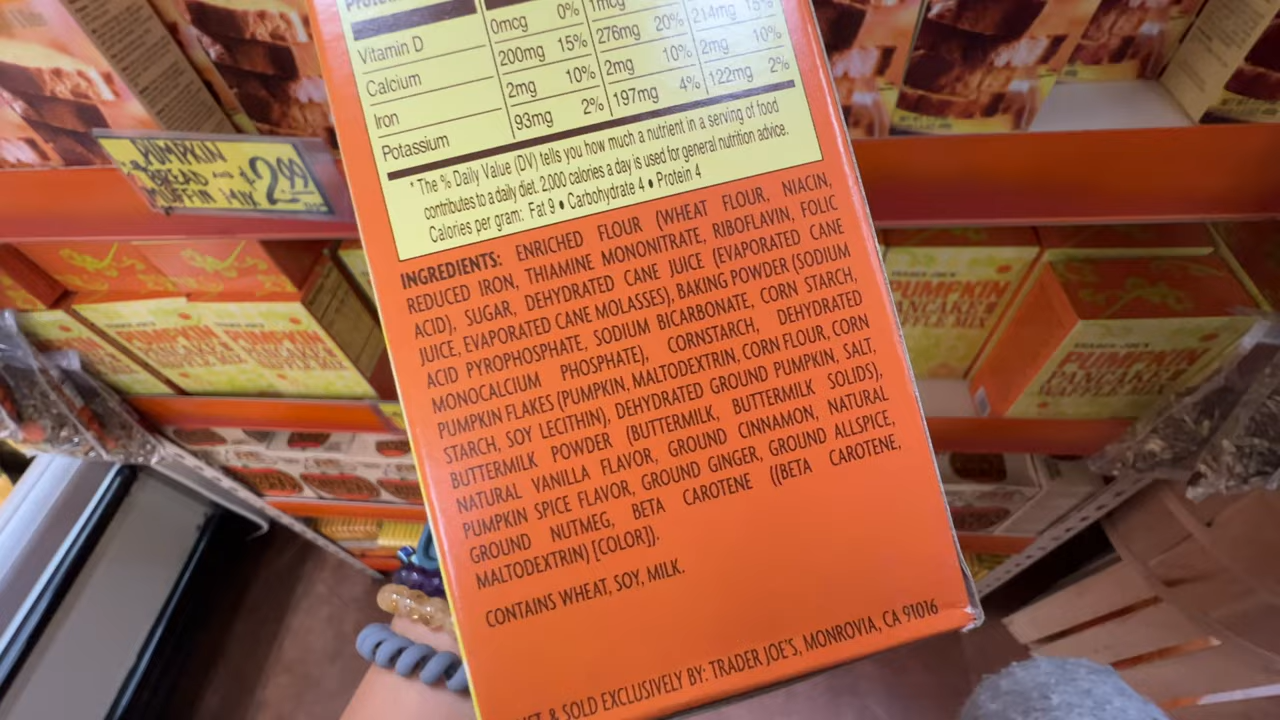 Vitamin D 0mcg 0% 1mcg
Calcium 200mg 15% 276mg 20% 214mg 15%
Iron 2mg 10% 2mg 10% 2mg 10%
Potassium 93mg 2% 197mg 4% 122mg 2%
* The % Daily Value (DV) tells you how much a nutrient in a serving of food
contributes to a daily diet. 2,000 calories a day is used for general nutrition advice.
Calories per gram: Fat 9 • Carbohydrate 4 • Protein 4
INGREDIENTS: ENRICHED FLOUR (WHEAT FLOUR, NIACIN,
REDUCED IRON, THIAMINE MONONITRATE, RIBOFLAVIN, FOLIC
ACID), SUGAR, DEHYDRATED CANE JUICE (EVAPORATED CANE
JUICE, EVAPORATED CANE MOLASSES), BAKING POWDER (SODIUM
ACID PYROPHOSPHATE, SODIUM BICARBONATE, CORN STARCH,
MONOCALCIUM PHOSPHATE), CORNSTARCH, DEHYDRATED
PUMPKIN FLAKES (PUMPKIN, MALTODEXTRIN, CORN FLOUR, CORN
STARCH, SOY LECITHIN), DEHYDRATED GROUND PUMPKIN, SALT,
BUTTERMILK POWDER (BUTTERMILK, BUTTERMILK SOLIDS),
NATURAL VANILLA FLAVOR, GROUND CINNAMON, NATURAL
PUMPKIN SPICE FLAVOR, GROUND GINGER, GROUND ALLSPICE,
GROUND NUTMEG, BETA CAROTENE ((BETA CAROTENE,
MALTODEXTRIN) [COLOR]).
CONTAINS WHEAT, SOY, MILK.
& SOLD EXCLUSIVELY BY: TRADER JOE'S, MONROVIA, CA 91016
PUMPKIN
BREAD AND
MUFFIN MIX
$2.99
TRADER JOE'S
PUMPKIN
PANCAKE
TRADER JOE'S
PUMPKIN
PANCAKE